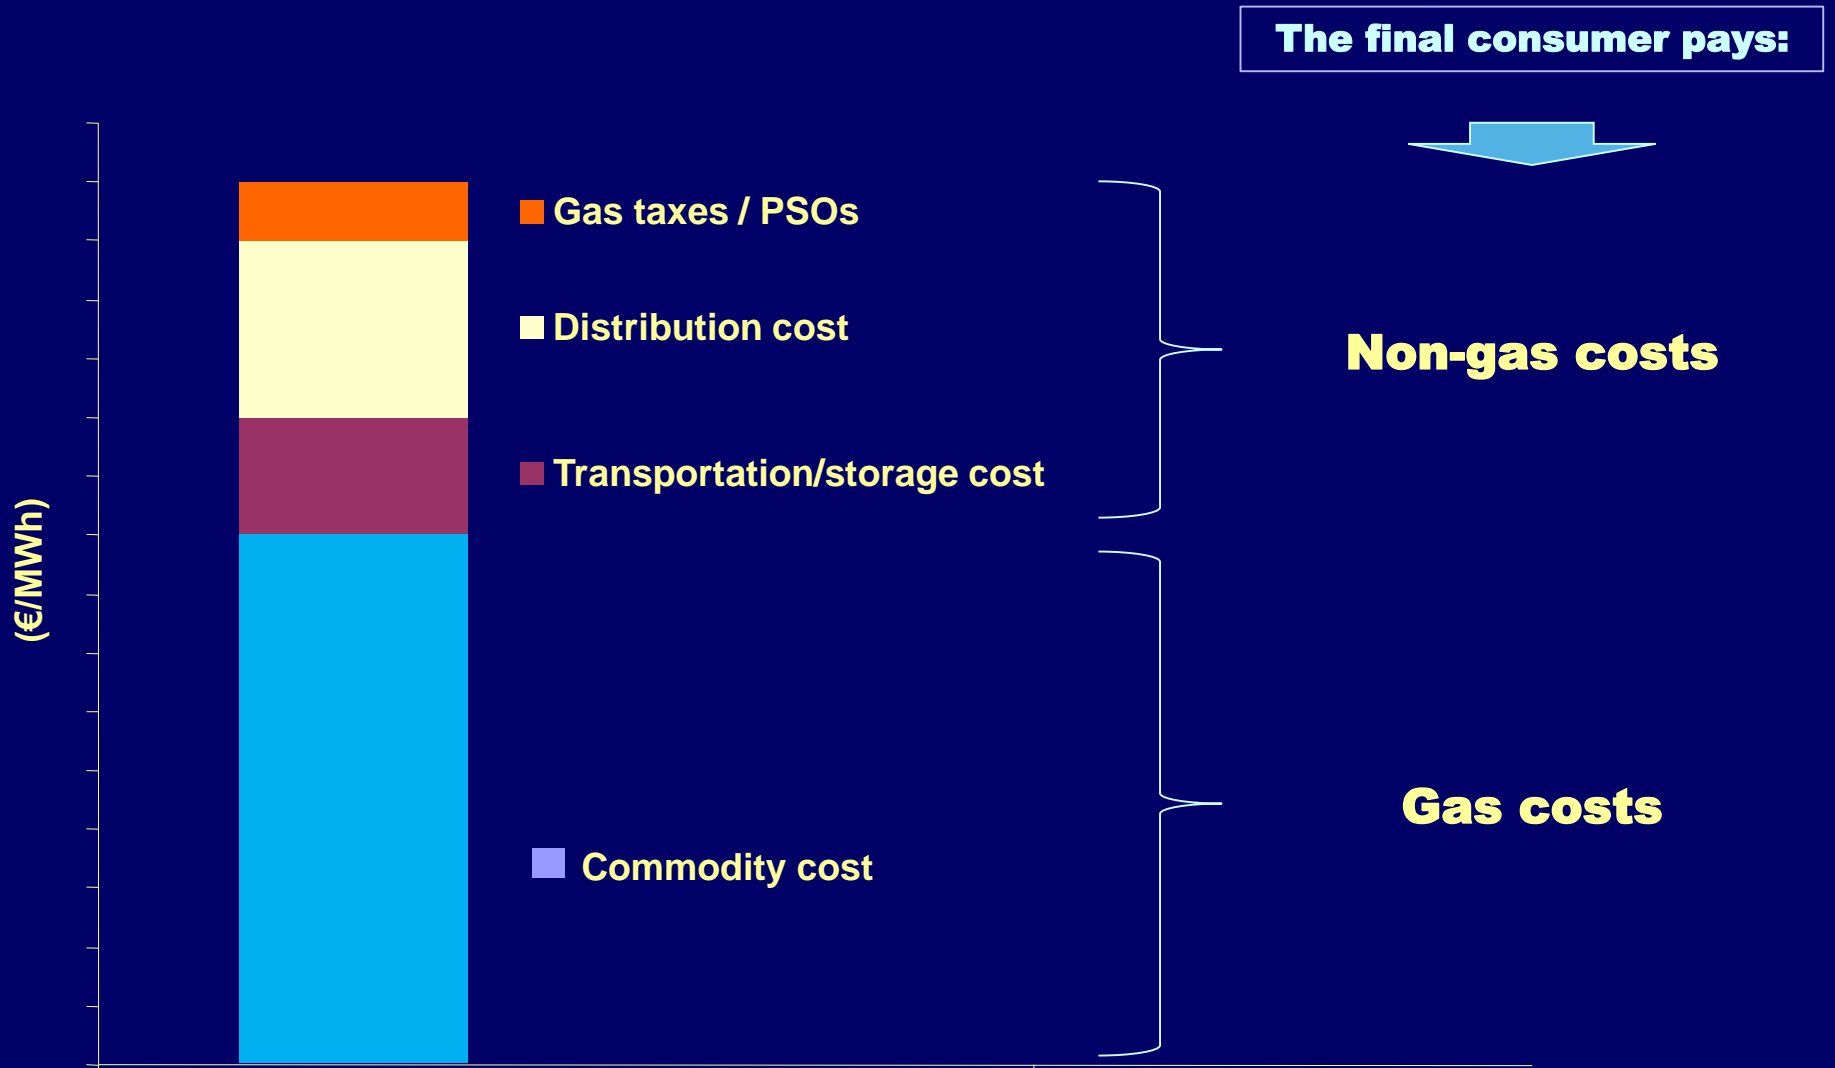 The final consumer pays:
Gas taxes / PSOs
Distribution cost
Non-gas costs
Transportation/storage cost
(€/MWh)
Gas costs
Commodity cost